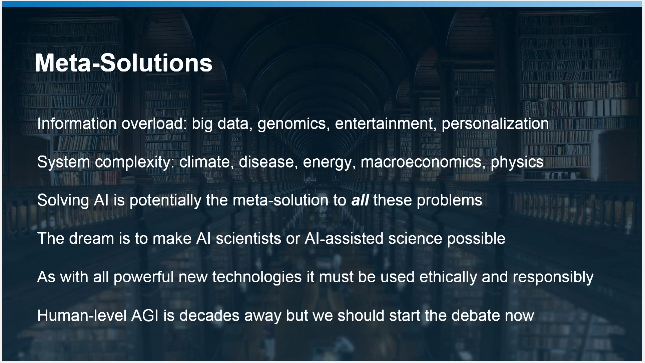 Meta-Solutions
Information overload: big data, genomics, entertainment, personalization
System complexity: climate, disease, energy, macroeconomics, physics
Solving AI is potentially the meta-solution to all these problems
The dream is to make AI scientists or AI-assisted science possible
As with all powerful new technologies it must be used ethically and responsibly
Human-level AGI is decades away but we should start the debate now